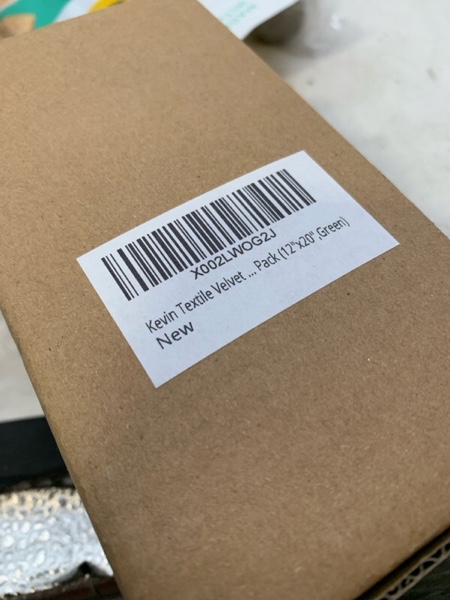 X002LWOG2J
Kevin Textile Velvet ... Pack (12"x20",Green)
New